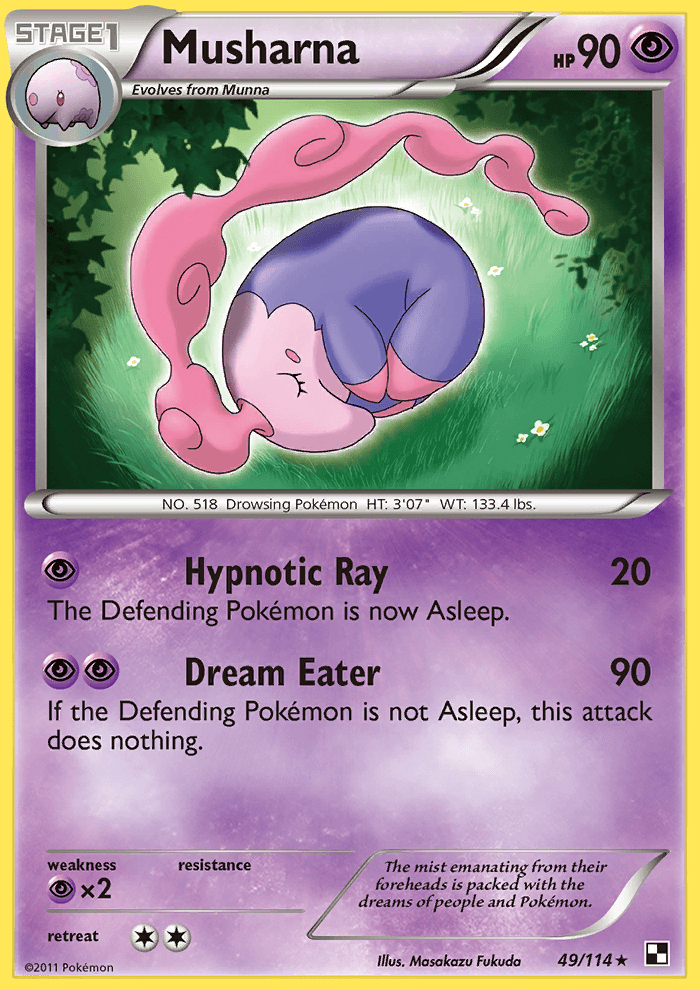 STAGE1
Musharna
HP90
Evolves from Munna
NO. 518 Drowsing Pokémon HT: 3'07" WT: 133.4 lbs.
Hypnotic Ray 20
The Defending Pokémon is now Asleep.
Dream Eater 90
If the Defending Pokémon is not Asleep, this attack
does nothing.
weakness resistance
×2
The mist emanating from their
foreheads is packed with the
dreams of people and Pokémon.
retreat
©2011 Pokémon
Illus. Masakazu Fukuda 49/114★